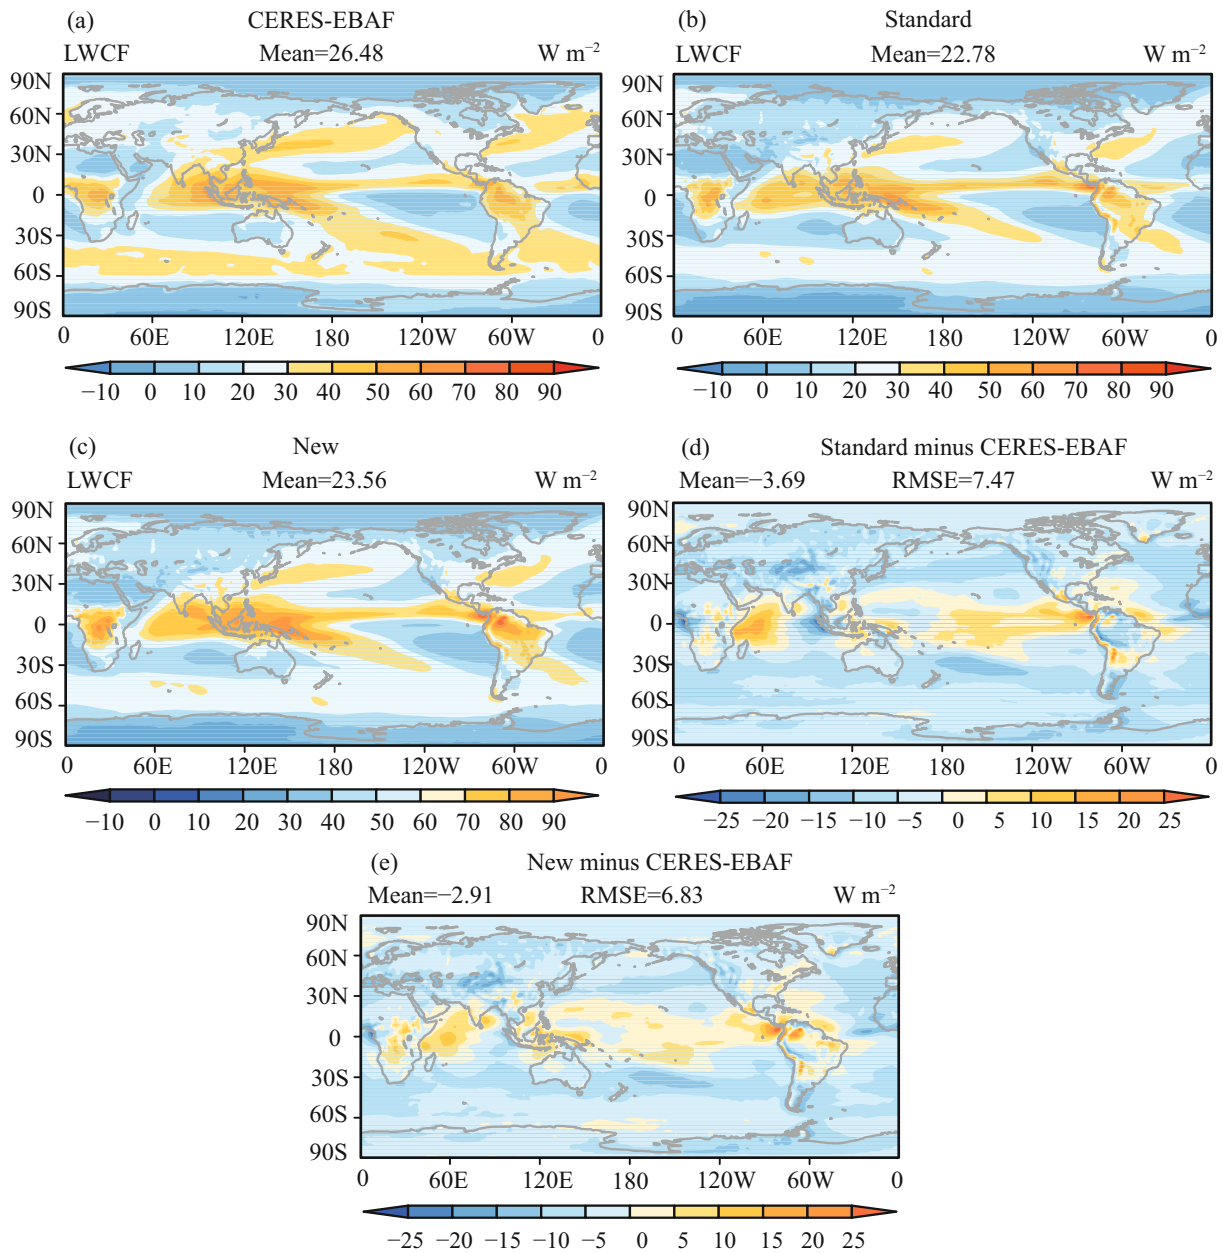 (a) CERES-EBAF
LWCF Mean=26.48 W m−2
90N
60N
30N
0
30S
60S
90S
0 60E 120E 180 120W 60W 0
−10 0 10 20 30 40 50 60 70 80 90
(b) Standard
LWCF Mean=22.78 W m−2
90N
60N
30N
0
30S
60S
90S
0 60E 120E 180 120W 60W 0
−10 0 10 20 30 40 50 60 70 80 90
(c) New
LWCF Mean=23.56 W m−2
90N
60N
30N
0
30S
60S
90S
0 60E 120E 180 120W 60W 0
−10 0 10 20 30 40 50 60 70 80 90
(d) Standard minus CERES-EBAF
Mean=−3.69 RMSE=7.47 W m−2
90N
60N
30N
0
30S
60S
90S
0 60E 120E 180 120W 60W 0
−25 −20 −15 −10 −5 0 5 10 15 20 25
(e) New minus CERES-EBAF
Mean=−2.91 RMSE=6.83 W m−2
90N
60N
30N
0
30S
60S
90S
0 60E 120E 180 120W 60W 0
−25 −20 −15 −10 −5 0 5 10 15 20 25